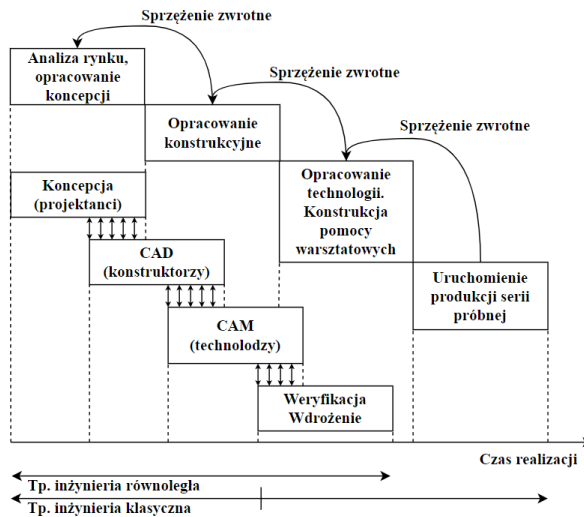 Sprzężenie zwrotne
Analiza rynku,
opracowanie
koncepcji
Sprzężenie zwrotne
Opracowanie
konstrukcyjne
Sprzężenie zwrotne
Opracowanie
technologii.
Konstrukcja
pomocy
warsztatowych
Koncepcja
(projektanci)
CAD
(konstruktorzy)
Uruchomienie
produkcji serii
próbnej
CAM
(technolodzy)
Weryfikacja
Wdrożenie
Czas realizacji
Tp. inżynieria równoległa
Tp. inżynieria klasyczna